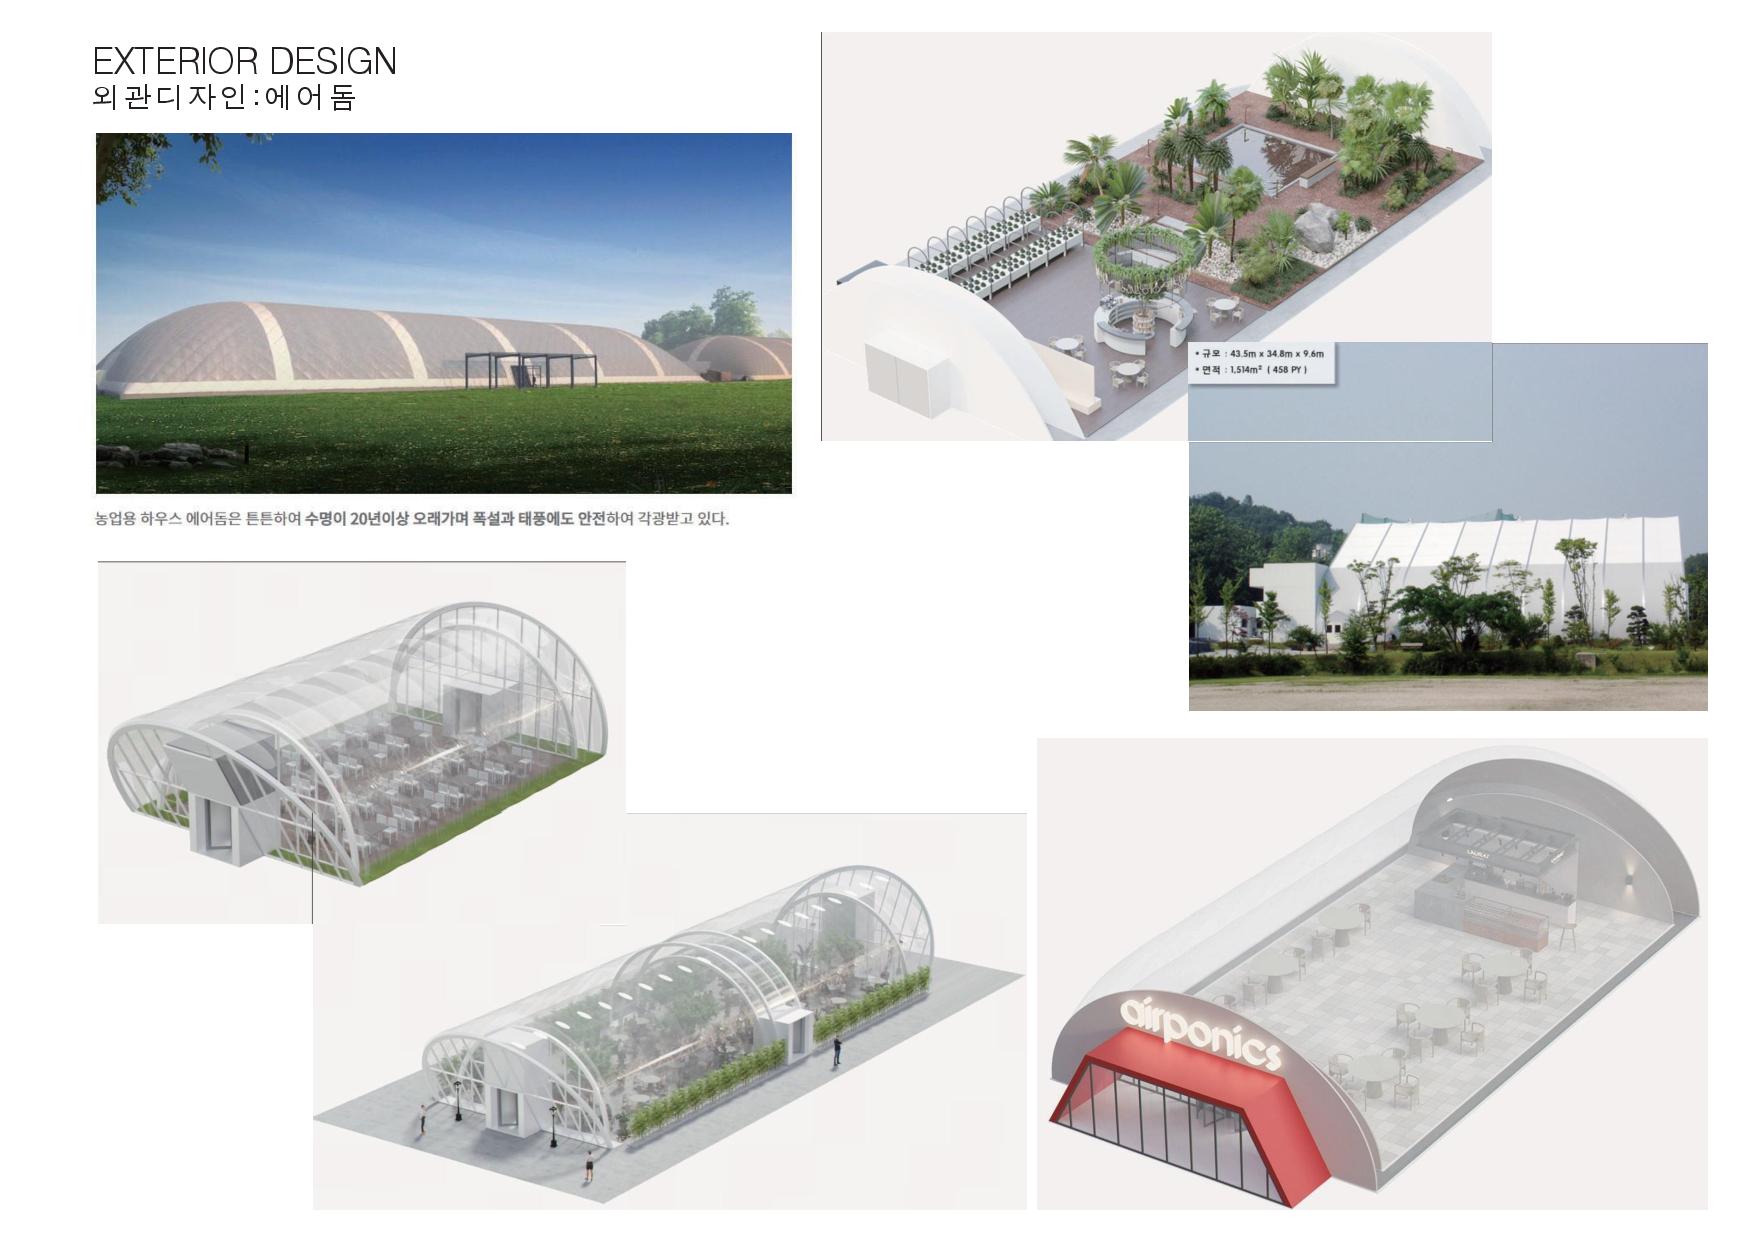 EXTERIOR DESIGN
외관디자인:에어돔
농업용 하우스 에어돔은 튼튼하여 수명이 20년이상 오래가며 폭설과 태풍에도 안전하여 각광받고 있다.
• 규모 : 43.5m x 34.8m x 9.6m
• 면적 : 1,514m² ( 458 PY )
airponics